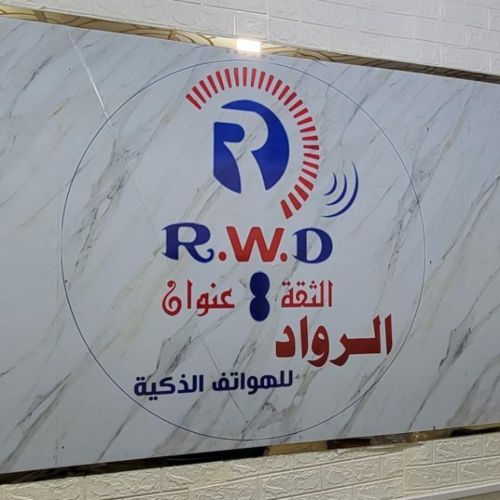 R
R.W.D
الثقة عنوان
الرواد
للهواتف الذكية